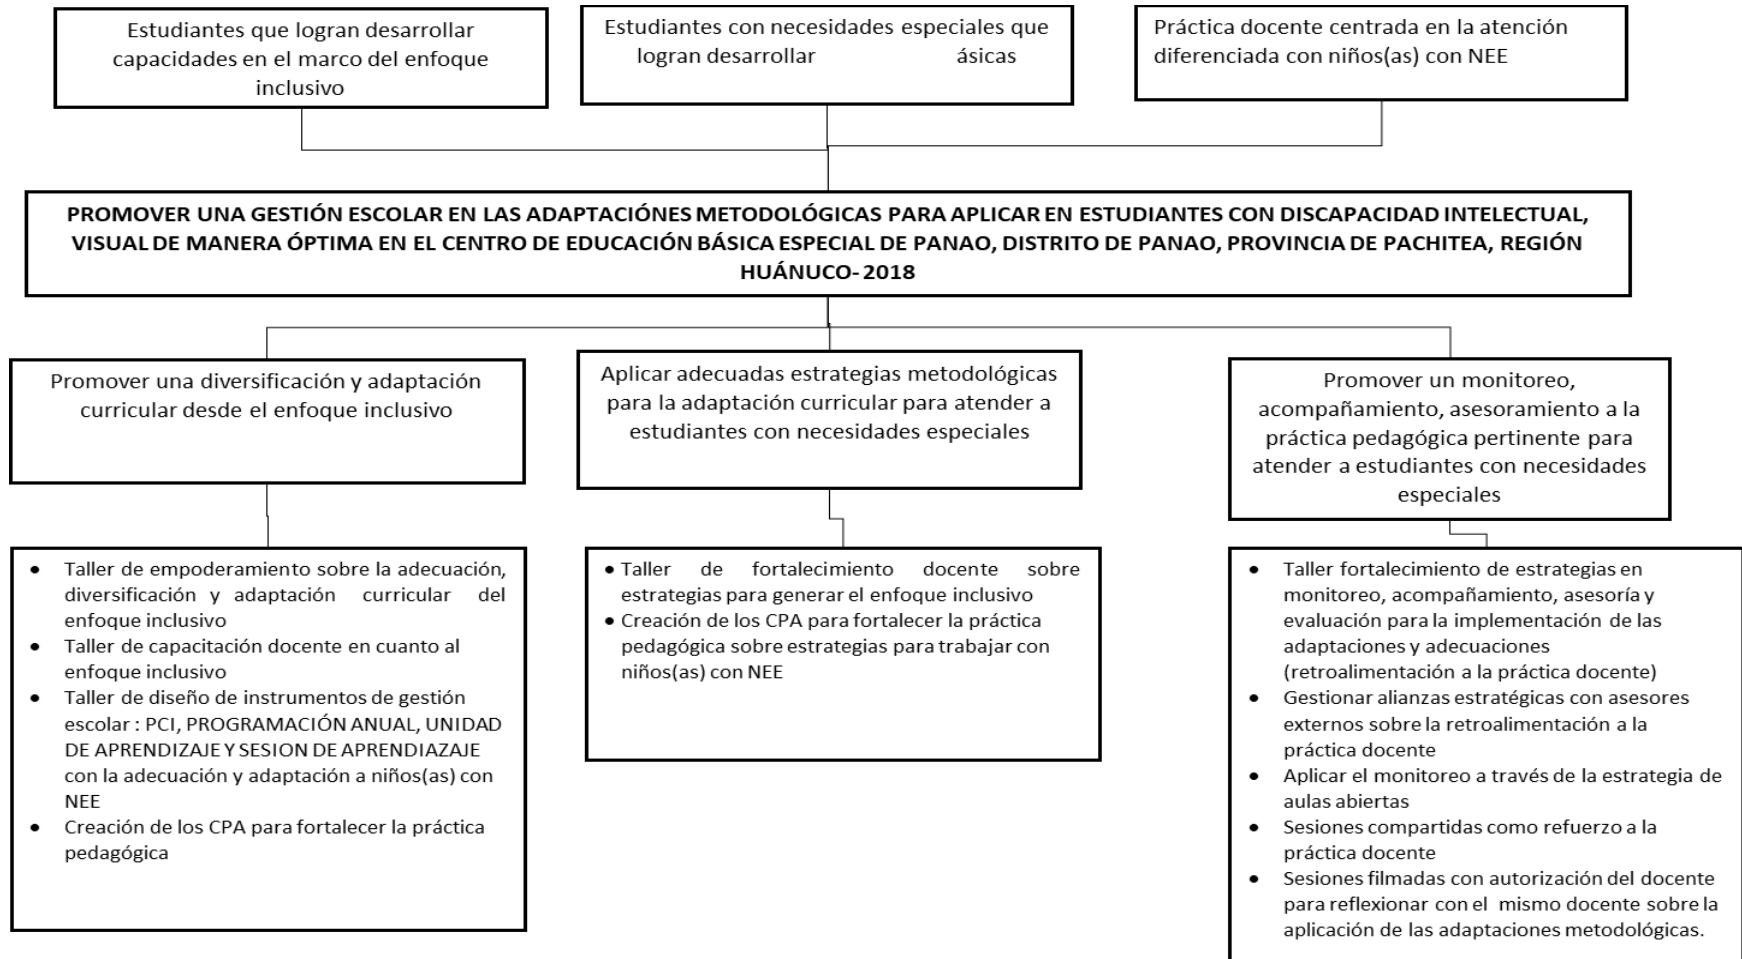 Estudiantes que logran desarrollar
capacidades en el marco del enfoque
inclusivo
Estudiantes con necesidades especiales que
logran desarrollar ásicas
Práctica docente centrada en la atención
diferenciada con niños(as) con NEE
PROMOVER UNA GESTIÓN ESCOLAR EN LAS ADAPTACIÓNES METODOLÓGICAS PARA APLICAR EN ESTUDIANTES CON DISCAPACIDAD INTELECTUAL,
VISUAL DE MANERA ÓPTIMA EN EL CENTRO DE EDUCACIÓN BÁSICA ESPECIAL DE PANAO, DISTRITO DE PANAO, PROVINCIA DE PACHITEA, REGIÓN
HUÁNUCO- 2018
Promover una diversificación y adaptación
curricular desde el enfoque inclusivo
Aplicar adecuadas estrategias metodológicas
para la adaptación curricular para atender a
estudiantes con necesidades especiales
Promover un monitoreo,
acompañamiento, asesoramiento a la
práctica pedagógica pertinente para
atender a estudiantes con necesidades
especiales
• Taller de empoderamiento sobre la adecuación,
diversificación y adaptación curricular del
enfoque inclusivo
• Taller de capacitación docente en cuanto al
enfoque inclusivo
• Taller de diseño de instrumentos de gestión
escolar : PCI, PROGRAMACIÓN ANUAL, UNIDAD
DE APRENDIZAJE Y SESION DE APRENDIAZAJE
con la adecuación y adaptación a niños(as) con
NEE
• Creación de los CPA para fortalecer la práctica
pedagógica
• Taller de fortalecimiento docente sobre
estrategias para generar el enfoque inclusivo
• Creación de los CPA para fortalecer la práctica
pedagógica sobre estrategias para trabajar con
niños(as) con NEE
• Taller fortalecimiento de estrategias en
monitoreo, acompañamiento, asesoría y
evaluación para la implementación de las
adaptaciones y adecuaciones
(retroalimentación a la práctica docente)
• Gestionar alianzas estratégicas con asesores
externos sobre la retroalimentación a la
práctica docente
• Aplicar el monitoreo a través de la estrategia de
aulas abiertas
• Sesiones compartidas como refuerzo a la
práctica docente
• Sesiones filmadas con autorización del docente
para reflexionar con el mismo docente sobre la
aplicación de las adaptaciones metodológicas.